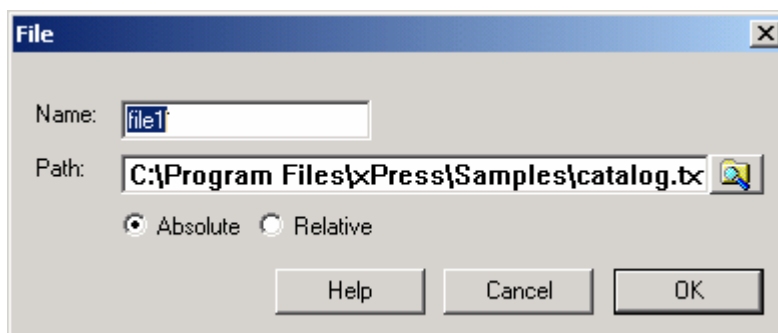 File
Name: file1
Path: C:\Program Files\xPress\Samples\catalog.tx
Absolute Relative
Help Cancel OK